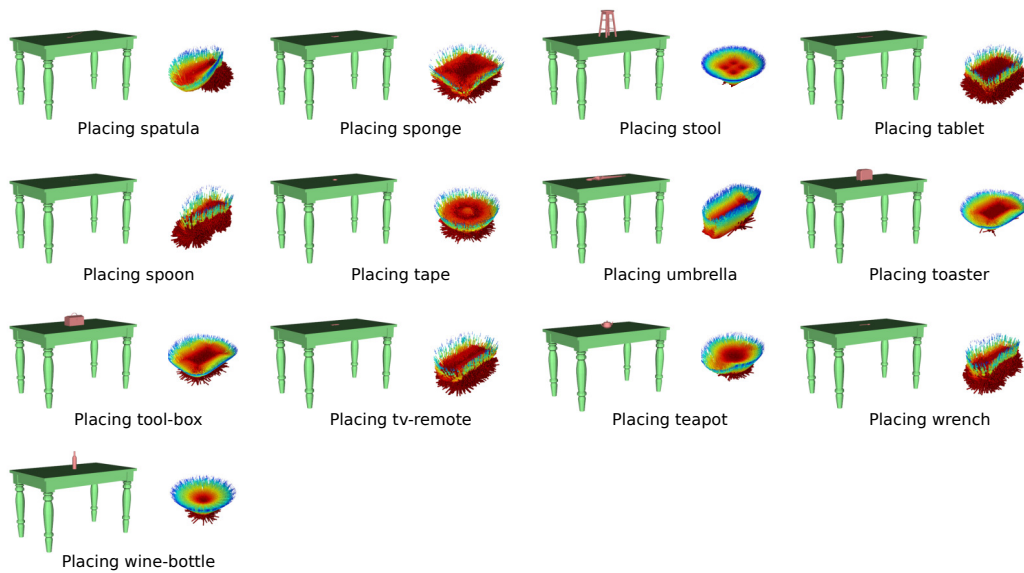 Placing spatula
Placing sponge
Placing stool
Placing tablet
Placing spoon
Placing tape
Placing umbrella
Placing toaster
Placing tool-box
Placing tv-remote
Placing teapot
Placing wrench
Placing wine-bottle